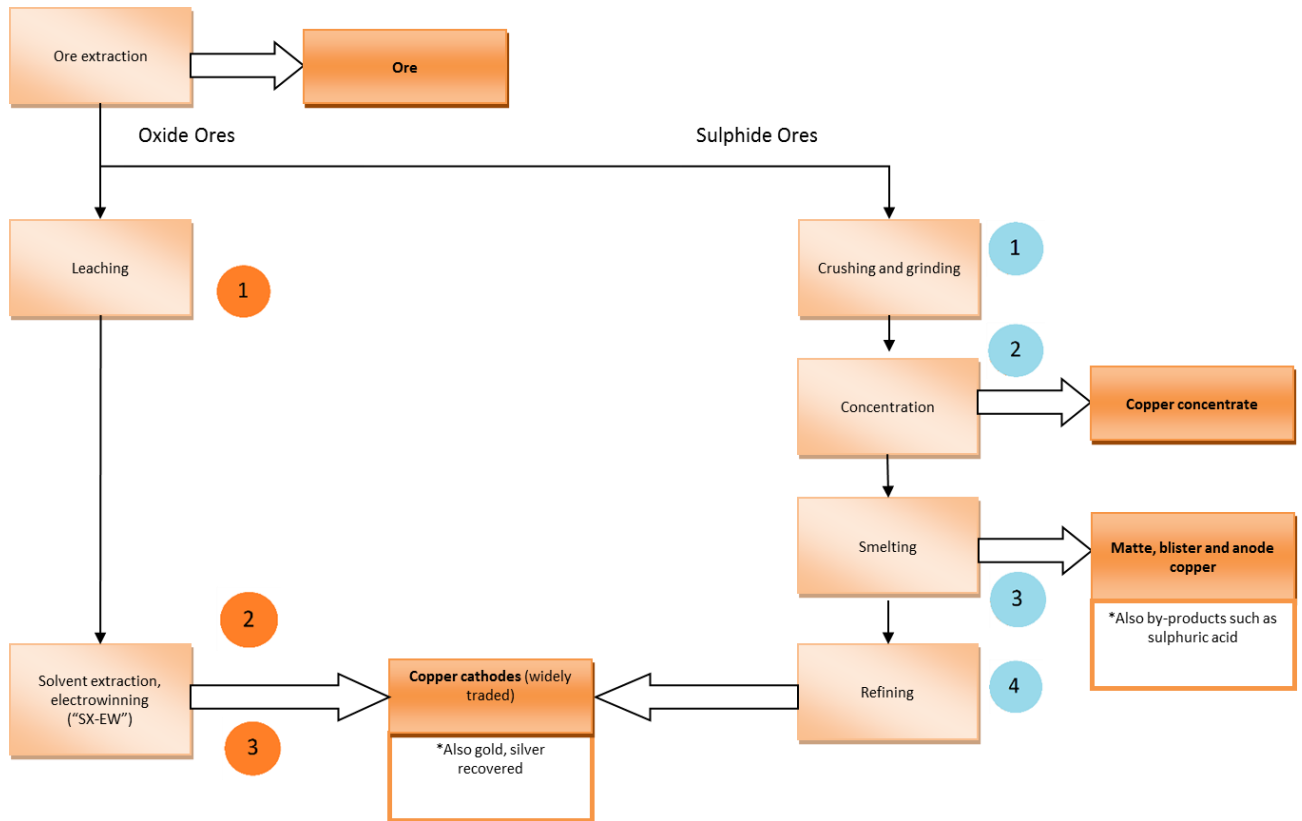 Ore extraction
Ore
Oxide Ores
Sulphide Ores
Leaching
1
Crushing and grinding
1
2
Concentration
Copper concentrate
Smelting
Matte, blister and anode
copper
3
*Also by-products such as
sulphuric acid
2
Solvent extraction,
electrowinning
("SX-EW")
3
Copper cathodes (widely
traded)
*Also gold, silver
recovered
Refining
4